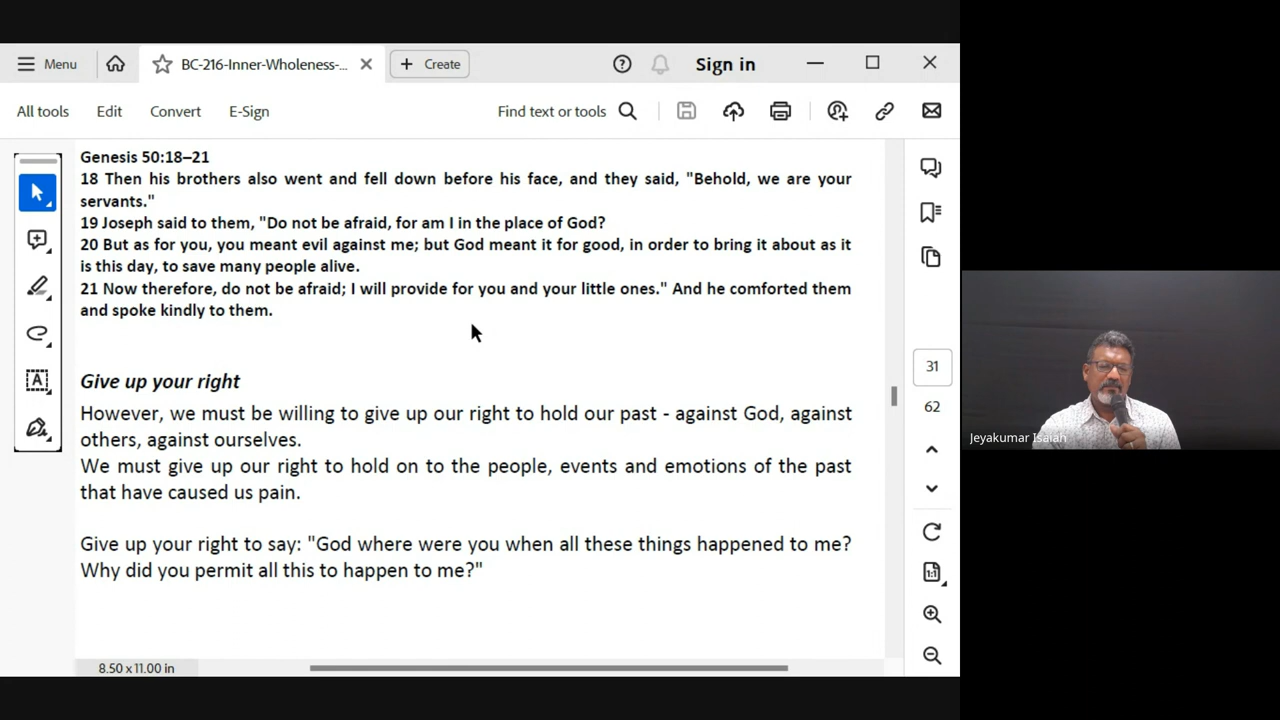 Menu
BC-216-Inner-Wholeness-...
Create
Sign in
All tools
Edit
Convert
E-Sign
Find text or tools
Genesis 50:18–21
18 Then his brothers also went and fell down before his face, and they said, "Behold, we are your
servants."
19 Joseph said to them, "Do not be afraid, for am I in the place of God?
20 But as for you, you meant evil against me; but God meant it for good, in order to bring it about as it
is this day, to save many people alive.
21 Now therefore, do not be afraid; I will provide for you and your little ones." And he comforted them
and spoke kindly to them.
Give up your right
However, we must be willing to give up our right to hold our past - against God, against
others, against ourselves.
We must give up our right to hold on to the people, events and emotions of the past
that have caused us pain.
Give up your right to say: "God where were you when all these things happened to me?
Why did you permit all this to happen to me?"
8.50 x 11.00 in
31
62
1:1
Jeyakumar Isaiah